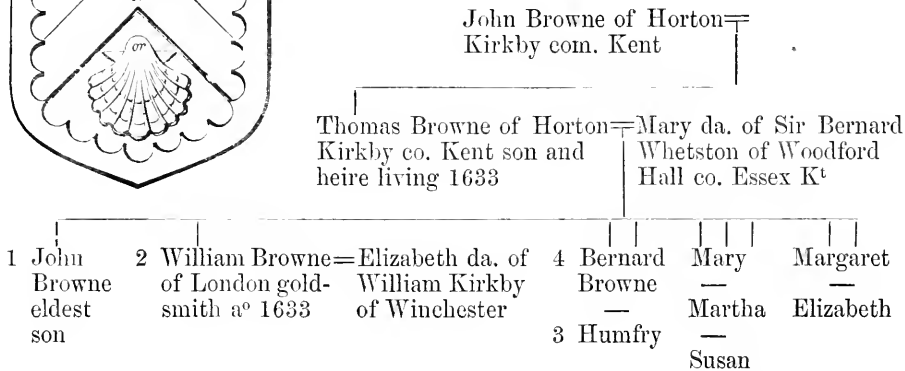 or
John Browne of Horton=
Kirkby com. Kent
Thomas Browne of Horton=Mary da. of Sir Bernard
Kirkby co. Kent son and Whetston of Woodford
heire living 1633 Hall co. Essex Kᵗ
1 John
Browne
eldest
son
2 William Browne=Elizabeth da. of
of London gold- William Kirkby
smith aº 1633 of Winchester
4 Bernard
Browne
—
3 Humfry
Mary
—
Martha
—
Susan
Margaret
—
Elizabeth